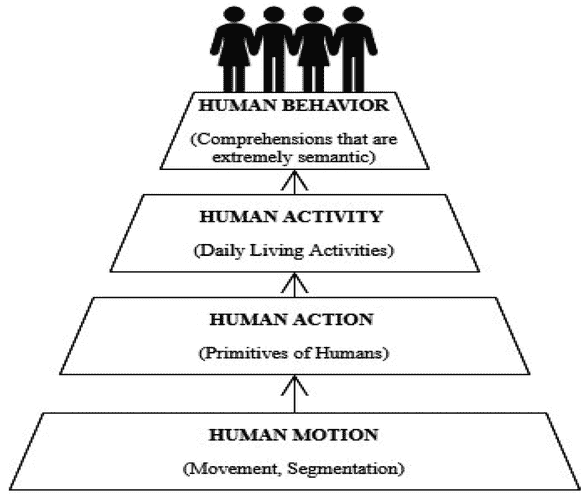 HUMAN BEHAVIOR
(Comprehensions that are
extremely semantic)
HUMAN ACTIVITY
(Daily Living Activities)
HUMAN ACTION
(Primitives of Humans)
HUMAN MOTION
(Movement, Segmentation)